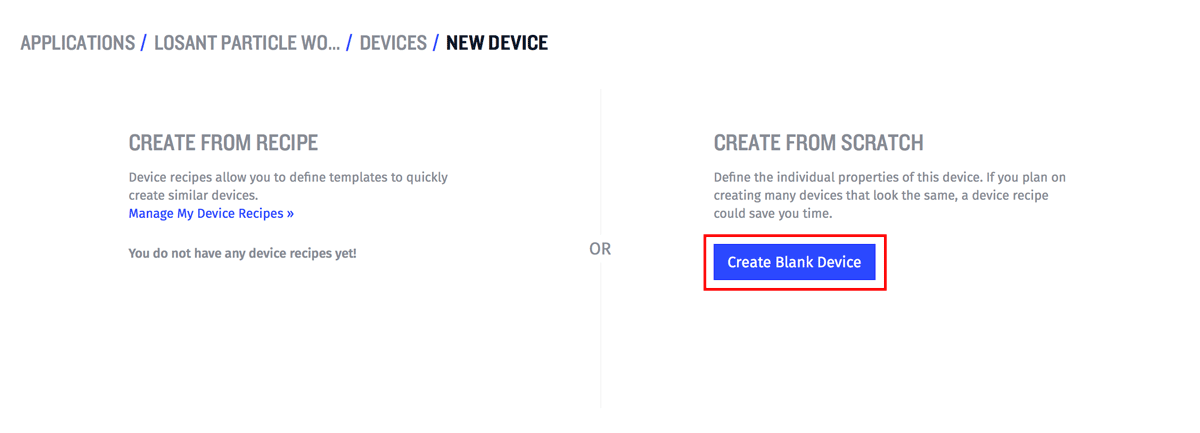 APPLICATIONS / LOSANT PARTICLE WO... / DEVICES / NEW DEVICE
CREATE FROM RECIPE
Device recipes allow you to define templates to quickly
create similar devices.
Manage My Device Recipes »
You do not have any device recipes yet!
OR
CREATE FROM SCRATCH
Define the individual properties of this device. If you plan on
creating many devices that look the same, a device recipe
could save you time.
Create Blank Device